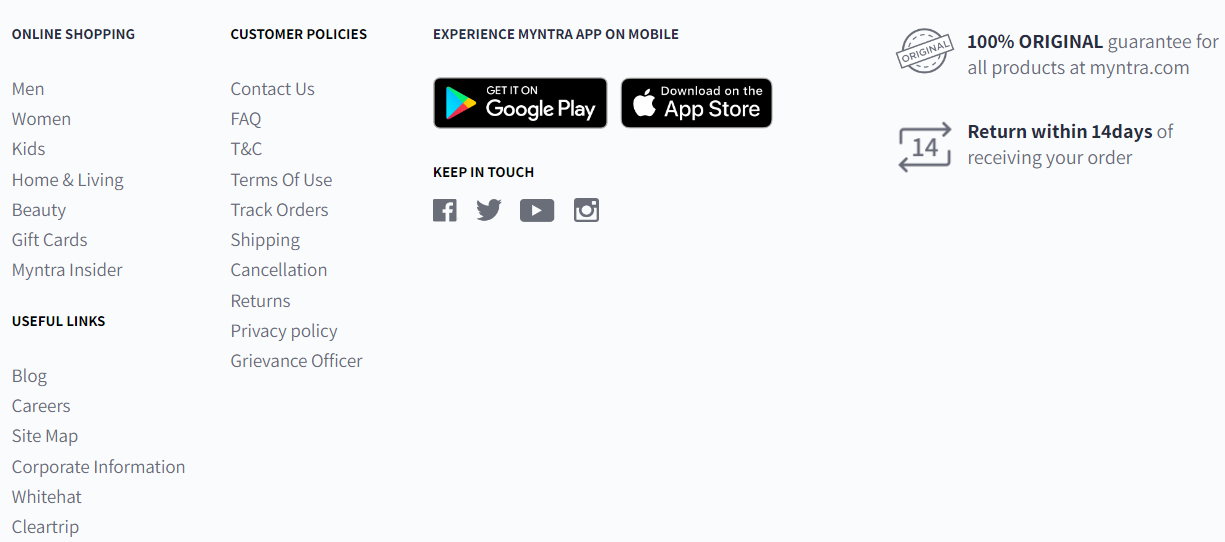 ONLINE SHOPPING
Men
Women
Kids
Home & Living
Beauty
Gift Cards
Myntra Insider
USEFUL LINKS
Blog
Careers
Site Map
Corporate Information
Whitehat
Cleartrip
CUSTOMER POLICIES
Contact Us
FAQ
T&C
Terms Of Use
Track Orders
Shipping
Cancellation
Returns
Privacy policy
Grievance Officer
EXPERIENCE MYNTRA APP ON MOBILE
GET IT ON
Google Play
Download on the
App Store
KEEP IN TOUCH
ORIGINAL
100% ORIGINAL guarantee for
all products at myntra.com
14
Return within 14days of
receiving your order